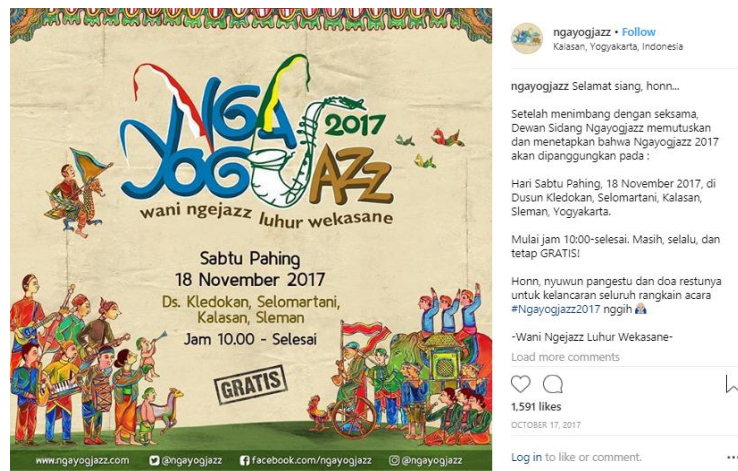 NGA
YOG JAZZ
2017
wani ngejazz luhur wekasane
Sabtu Pahing
18 November 2017
Ds. Kledokan, Selomartani,
Kalasan, Sleman
Jam 10.00 - Selesai
GRATIS
www.ngayogjazz.com @ngayogjazz facebook.com/ngayogjazz @ngayogjazz
ngayogjazz • Follow
Kalasan, Yogyakarta, Indonesia
ngayogjazz Selamat siang, honn...
Setelah menimbang dengan seksama,
Dewan Sidang Ngayogjazz memutuskan
dan menetapkan bahwa Ngayogjazz 2017
akan dipanggungkan pada :
Hari Sabtu Pahing, 18 November 2017, di
Dusun Kledokan, Selomartani, Kalasan,
Sleman, Yogyakarta.
Mulai jam 10:00-selesai. Masih, selalu, dan
tetap GRATIS!
Honn, nyuwun pangestu dan doa restunya
untuk kelancaran seluruh rangkain acara
#Ngayogjazz2017 nggih
-Wani Ngejazz Luhur Wekasane-
Load more comments
1,591 likes
OCTOBER 17, 2017
Log in to like or comment.